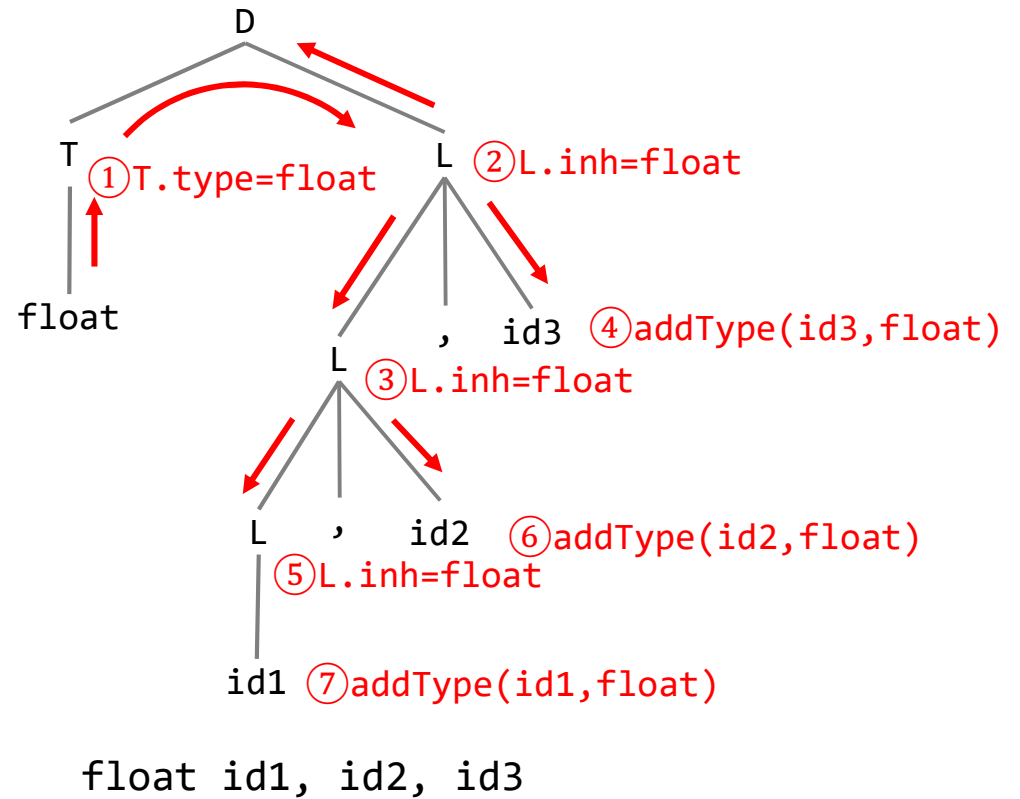 D
T ①T.type=float L ②L.inh=float
float
, id3 ④addType(id3,float)
L ③L.inh=float
L , id2 ⑥addType(id2,float)
⑤L.inh=float
id1 ⑦addType(id1,float)
float id1, id2, id3